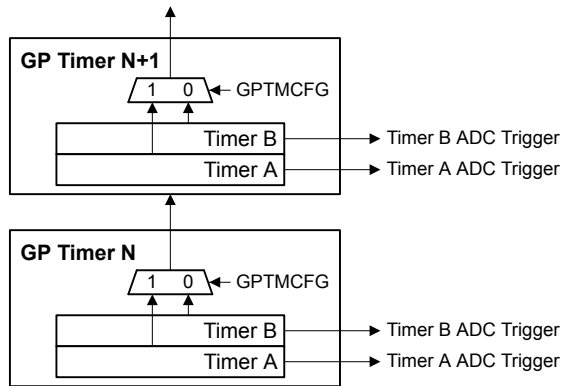 GP Timer N+1
1 0 GPTMCFG
Timer B Timer B ADC Trigger
Timer A Timer A ADC Trigger
GP Timer N
1 0 GPTMCFG
Timer B Timer B ADC Trigger
Timer A Timer A ADC Trigger